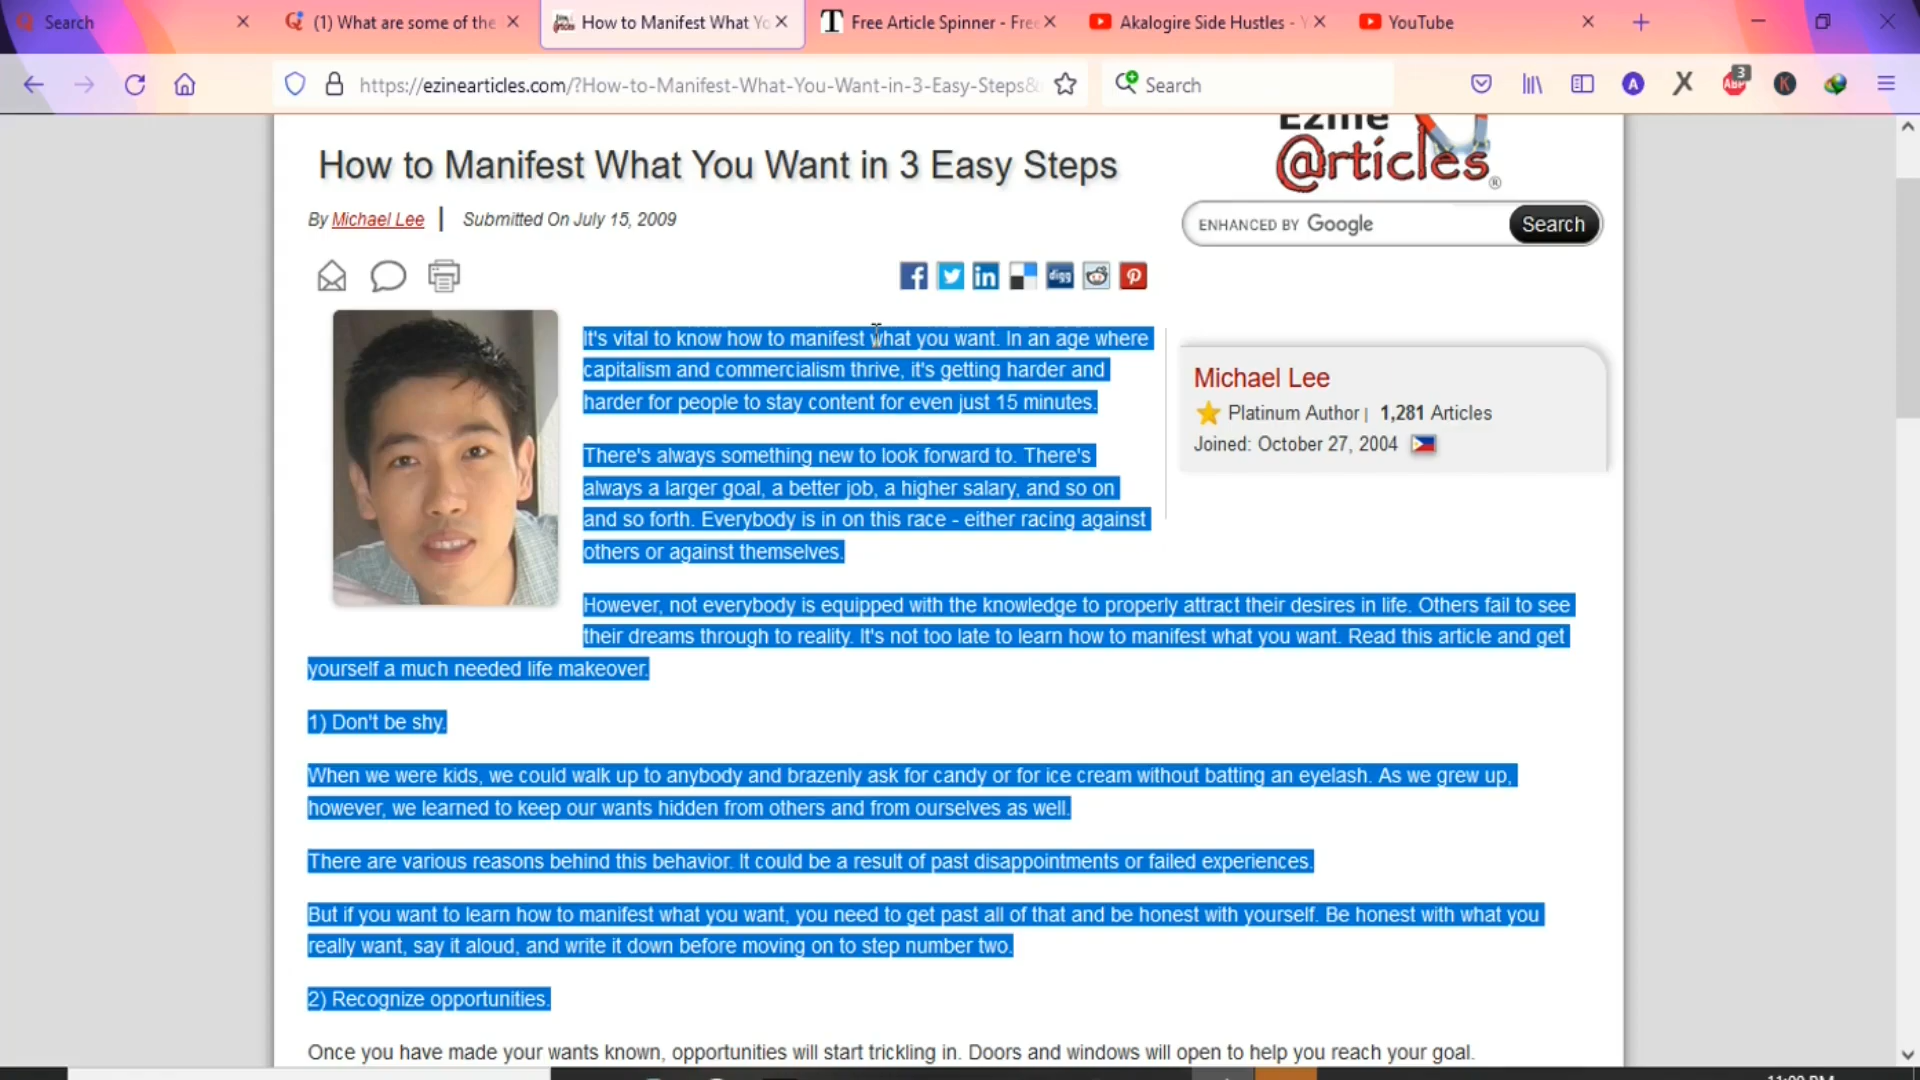 Search
(1) What are some of the
How to Manifest What Yo
Free Article Spinner - Free
Akalogire Side Hustles - Y
YouTube
https://ezinearticles.com/?How-to-Manifest-What-You-Want-in-3-Easy-Steps&
Search
ABP
3
A
K
Ezine
@rticles®
How to Manifest What You Want in 3 Easy Steps
By Michael Lee | Submitted On July 15, 2009
ENHANCED BY Google
Search
digg
It's vital to know how to manifest what you want. In an age where
capitalism and commercialism thrive, it's getting harder and
harder for people to stay content for even just 15 minutes.
Michael Lee
Platinum Author | 1,281 Articles
Joined: October 27, 2004
There's always something new to look forward to. There's
always a larger goal, a better job, a higher salary, and so on
and so forth. Everybody is in on this race - either racing against
others or against themselves.
However, not everybody is equipped with the knowledge to properly attract their desires in life. Others fail to see
their dreams through to reality. It's not too late to learn how to manifest what you want. Read this article and get
yourself a much needed life makeover.
1) Don't be shy.
When we were kids, we could walk up to anybody and brazenly ask for candy or for ice cream without batting an eyelash. As we grew up,
however, we learned to keep our wants hidden from others and from ourselves as well.
There are various reasons behind this behavior. It could be a result of past disappointments or failed experiences.
But if you want to learn how to manifest what you want, you need to get past all of that and be honest with yourself. Be honest with what you
really want, say it aloud, and write it down before moving on to step number two.
2) Recognize opportunities.
Once you have made your wants known, opportunities will start trickling in. Doors and windows will open to help you reach your goal.